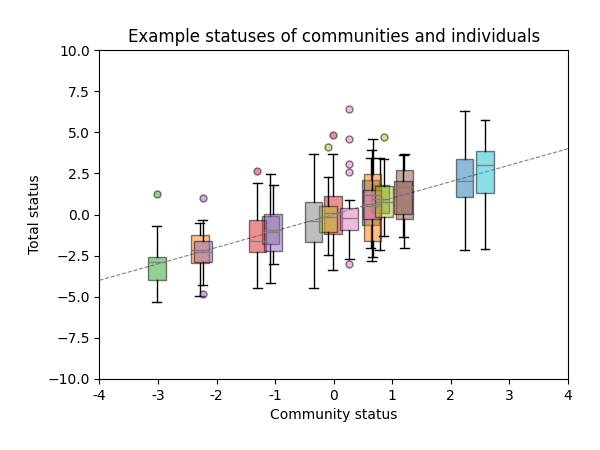 Example statuses of communities and individuals
10.0
7.5
5.0
2.5
0.0
−2.5
−5.0
−7.5
−10.0
Total status
-4 -3 -2 -1 0 1 2 3 4
Community status